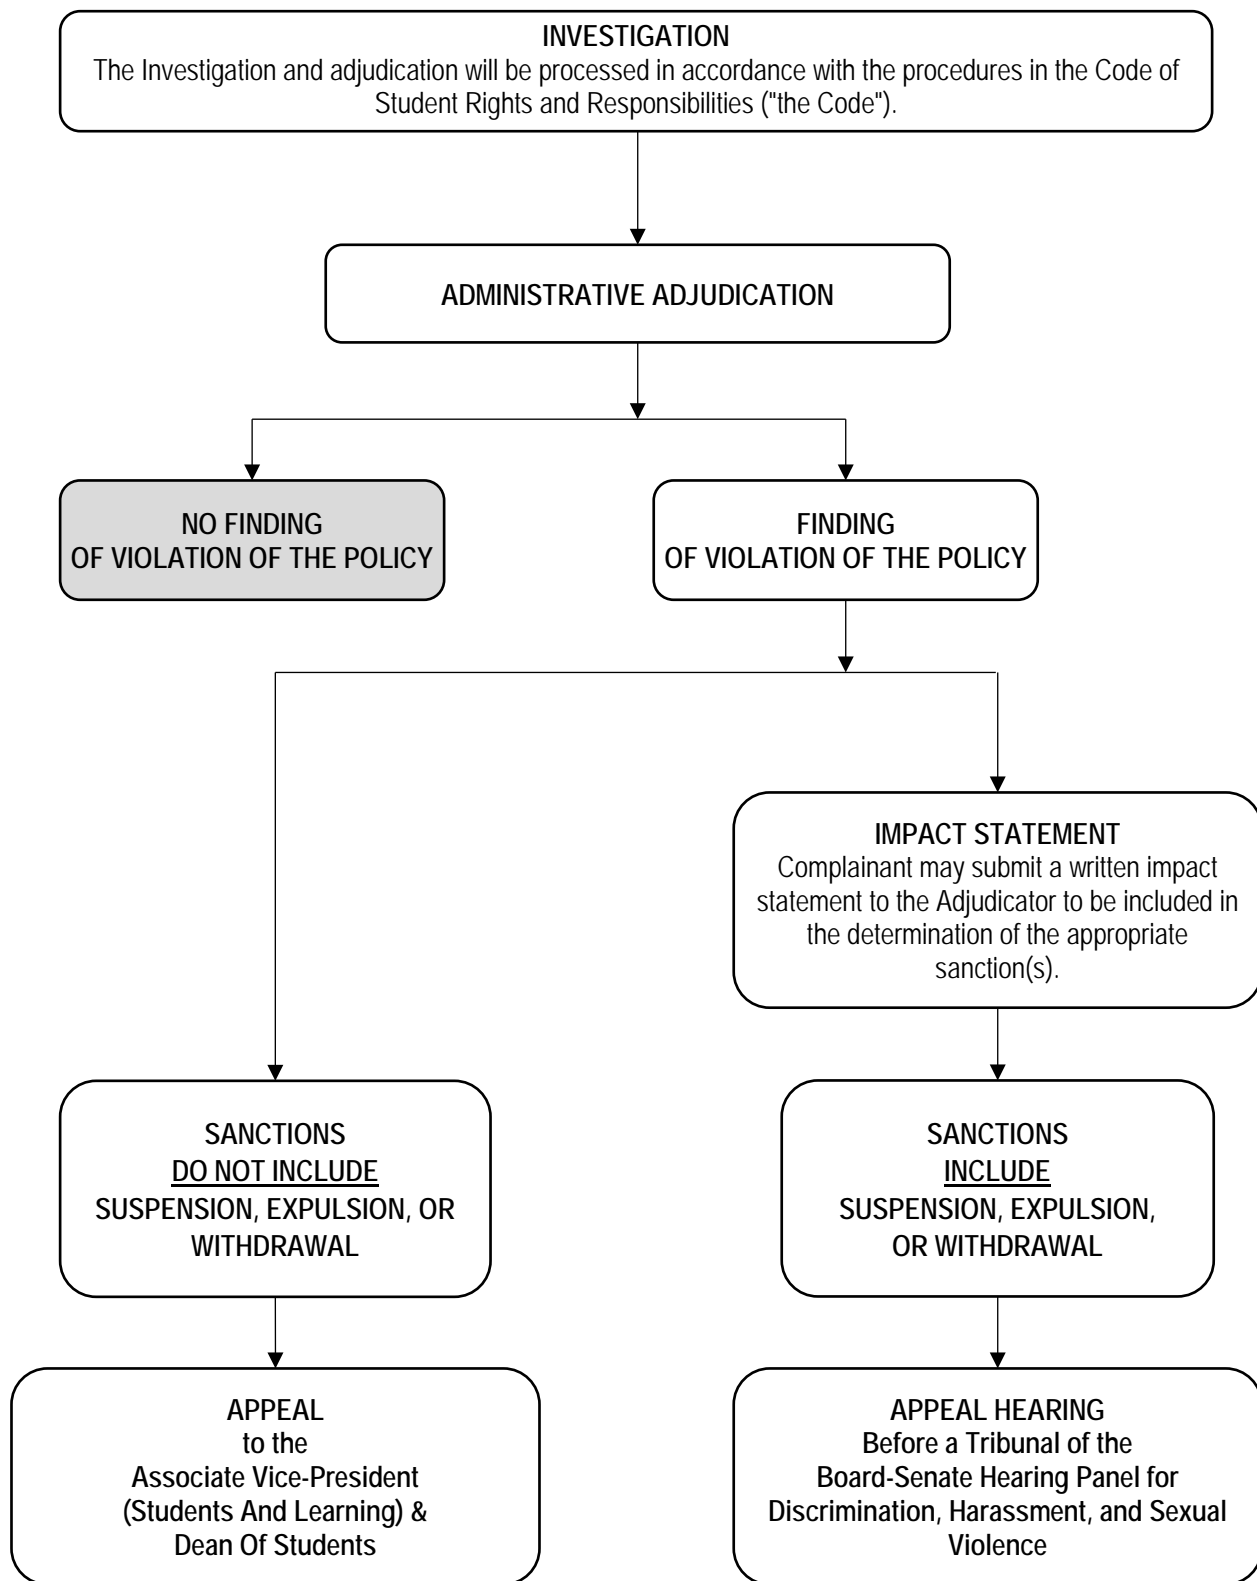 INVESTIGATION
The Investigation and adjudication will be processed in accordance with the procedures in the Code of
Student Rights and Responsibilities ("the Code").
ADMINISTRATIVE ADJUDICATION
NO FINDING
OF VIOLATION OF THE POLICY
FINDING
OF VIOLATION OF THE POLICY
IMPACT STATEMENT
Complainant may submit a written impact
statement to the Adjudicator to be included in
the determination of the appropriate
sanction(s).
SANCTIONS
DO NOT INCLUDE
SUSPENSION, EXPULSION, OR
WITHDRAWAL
SANCTIONS
INCLUDE
SUSPENSION, EXPULSION,
OR WITHDRAWAL
APPEAL
to the
Associate Vice-President
(Students And Learning) &
Dean Of Students
APPEAL HEARING
Before a Tribunal of the
Board-Senate Hearing Panel for
Discrimination, Harassment, and Sexual
Violence